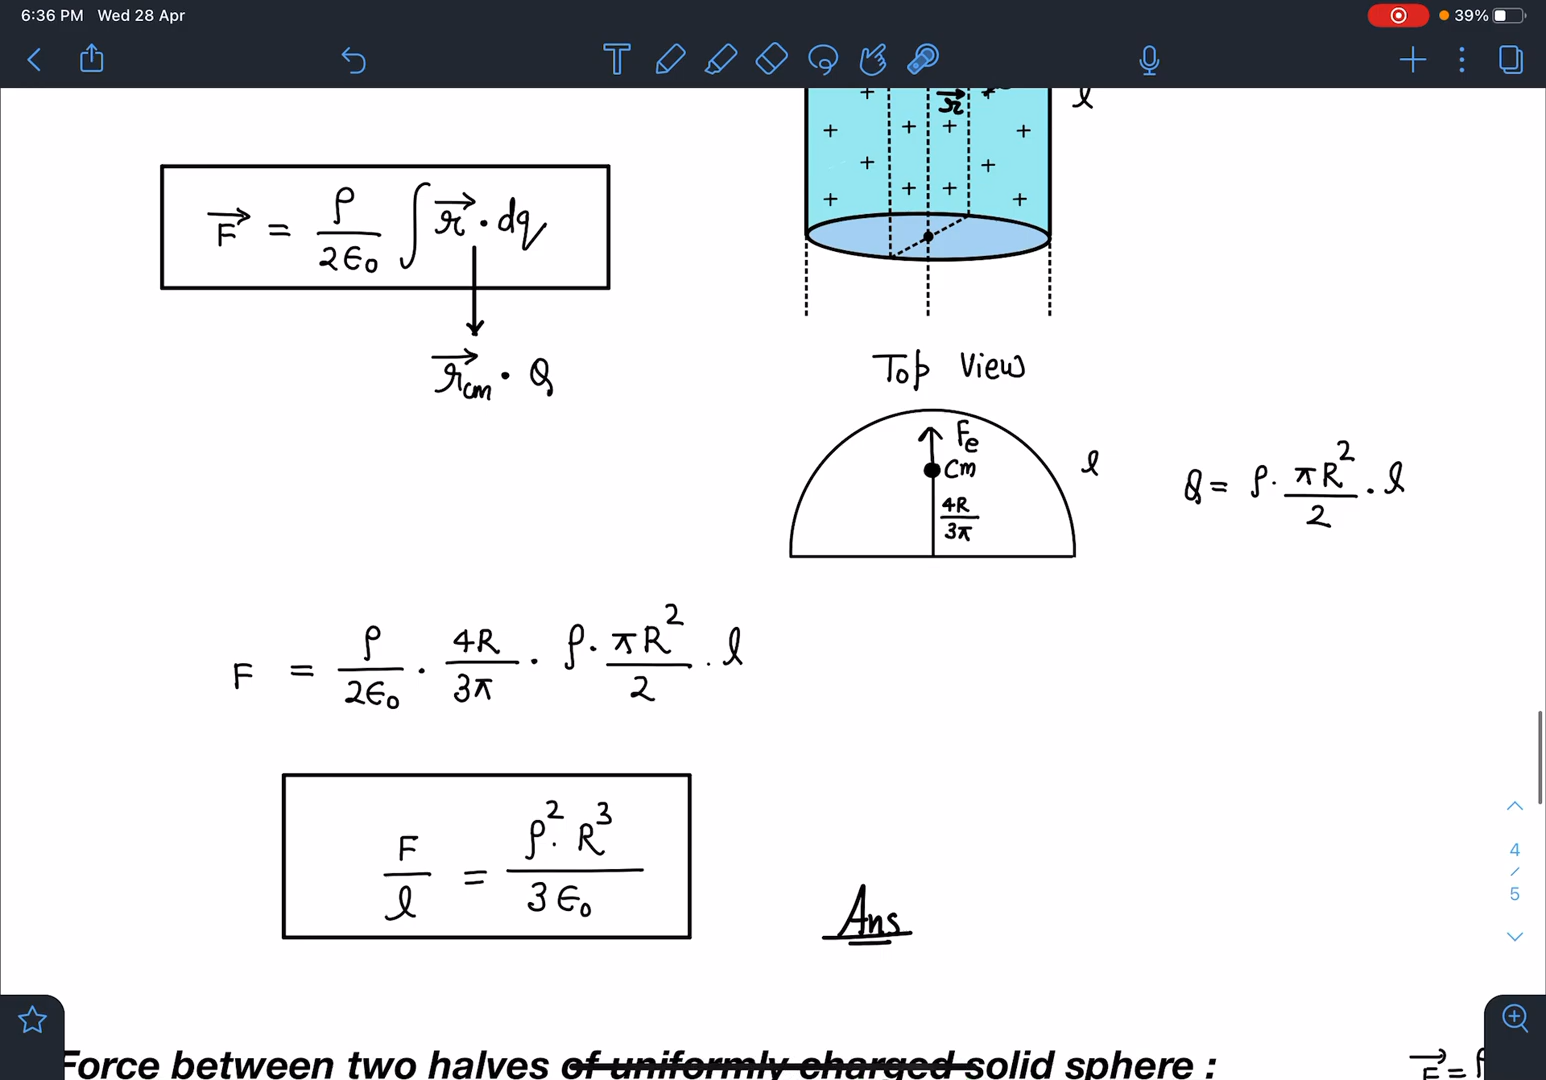 6:36 PM Wed 28 Apr
39%
T
r⃗
l
F⃗ = ρ/2ϵ₀ ∫ r⃗ · dq
r⃗cm · Q
Top View
Fe
Cm
4R/3π
l
Q = ρ · πR²/2 · l
F = ρ/2ϵ₀ · 4R/3π · ρ · πR²/2 · l
F/l = ρ² · R³/3ϵ₀
Ans
4
/
5
Force between two halves of uniformly charged solid sphere :
F⃗ = ρ